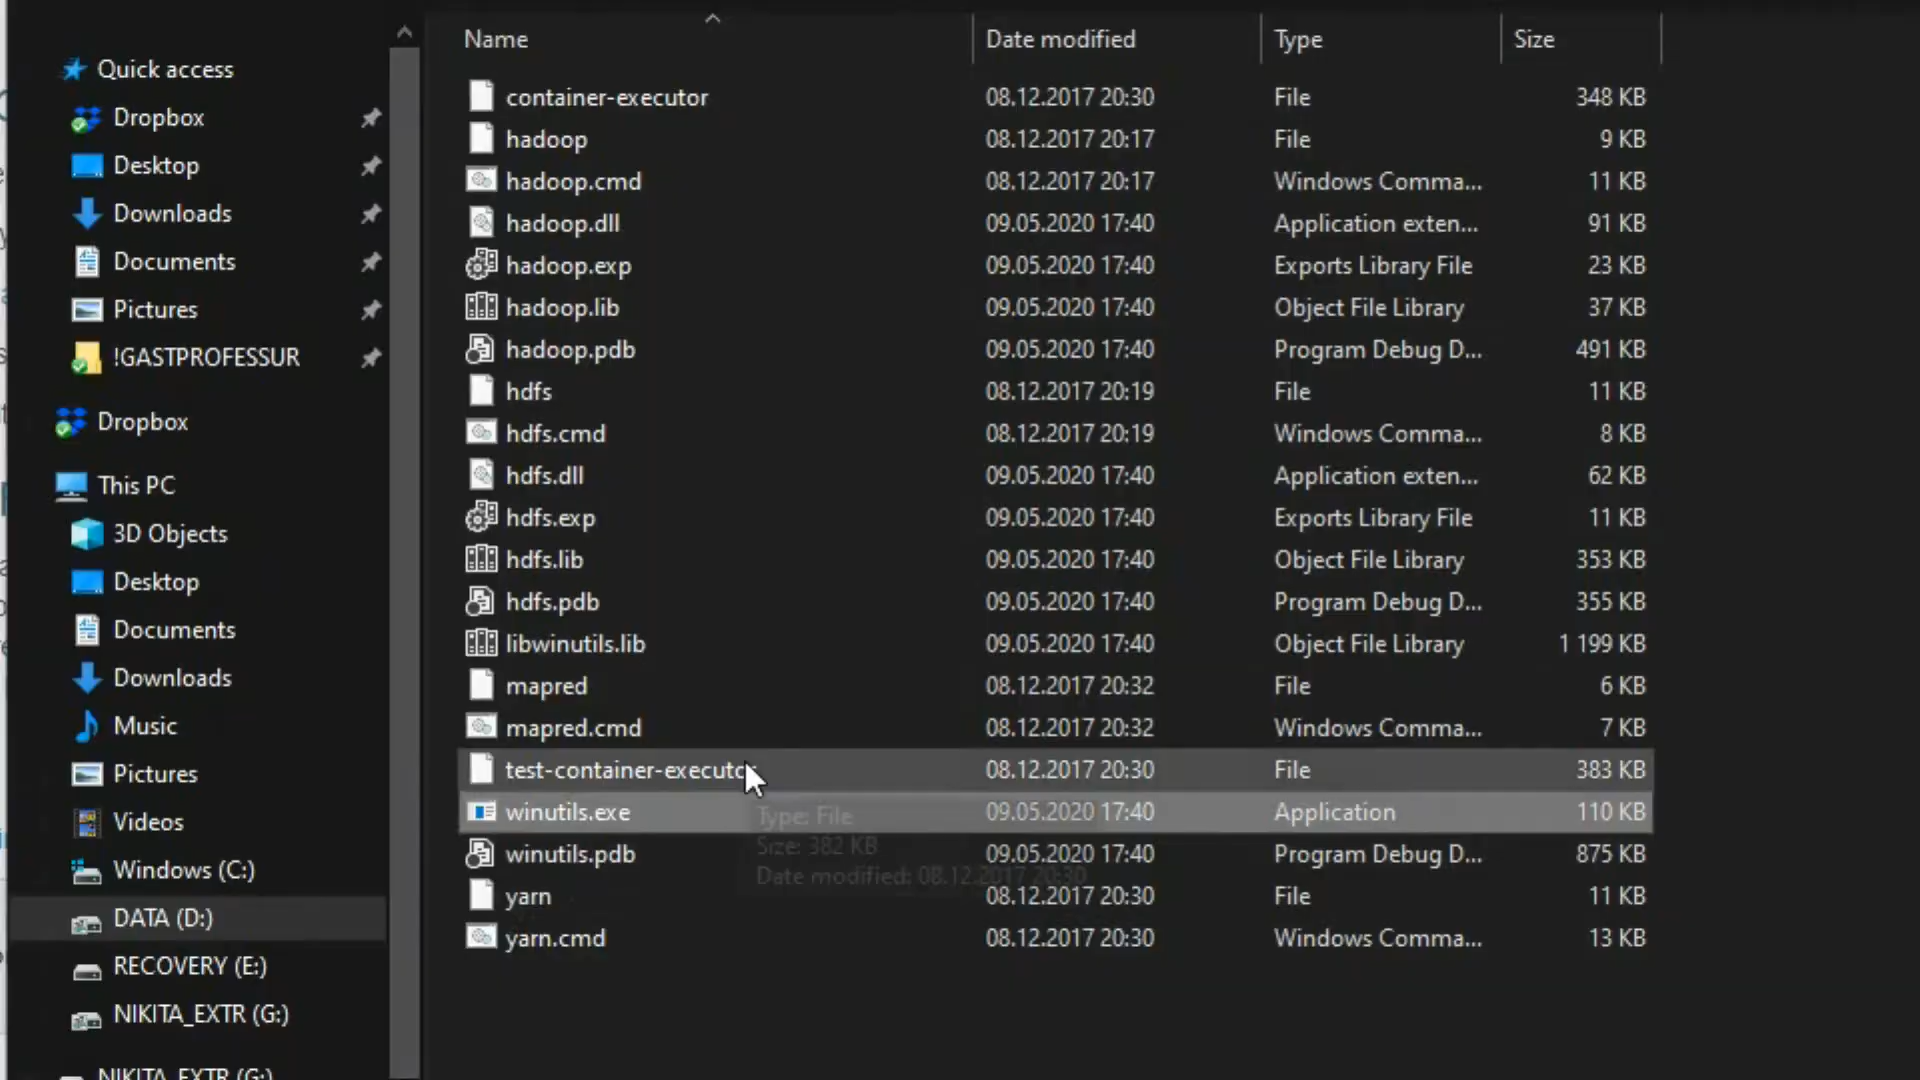 Quick access
Dropbox
Desktop
Downloads
Documents
Pictures
!GASTPROFESSUR
Dropbox
This PC
3D Objects
Desktop
Documents
Downloads
Music
Pictures
Videos
Windows (C:)
DATA (D:)
RECOVERY (E:)
NIKITA_EXTR (G:)
NIKITA_EXTR (G:)
Name Date modified Type Size
container-executor 08.12.2017 20:30 File 348 KB
hadoop 08.12.2017 20:17 File 9 KB
hadoop.cmd 08.12.2017 20:17 Windows Comma... 11 KB
hadoop.dll 09.05.2020 17:40 Application exten... 91 KB
hadoop.exp 09.05.2020 17:40 Exports Library File 23 KB
hadoop.lib 09.05.2020 17:40 Object File Library 37 KB
hadoop.pdb 09.05.2020 17:40 Program Debug D... 491 KB
hdfs 08.12.2017 20:19 File 11 KB
hdfs.cmd 08.12.2017 20:19 Windows Comma... 8 KB
hdfs.dll 09.05.2020 17:40 Application exten... 62 KB
hdfs.exp 09.05.2020 17:40 Exports Library File 11 KB
hdfs.lib 09.05.2020 17:40 Object File Library 353 KB
hdfs.pdb 09.05.2020 17:40 Program Debug D... 355 KB
libwinutils.lib 09.05.2020 17:40 Object File Library 1 199 KB
mapred 08.12.2017 20:32 File 6 KB
mapred.cmd 08.12.2017 20:32 Windows Comma... 7 KB
test-container-executor 08.12.2017 20:30 File 383 KB
winutils.exe 09.05.2020 17:40 Application 110 KB
Type: File
Size: 382 KB
Date modified: 08.12.2017 20:30
winutils.pdb 09.05.2020 17:40 Program Debug D... 875 KB
yarn 08.12.2017 20:30 File 11 KB
yarn.cmd 08.12.2017 20:30 Windows Comma... 13 KB